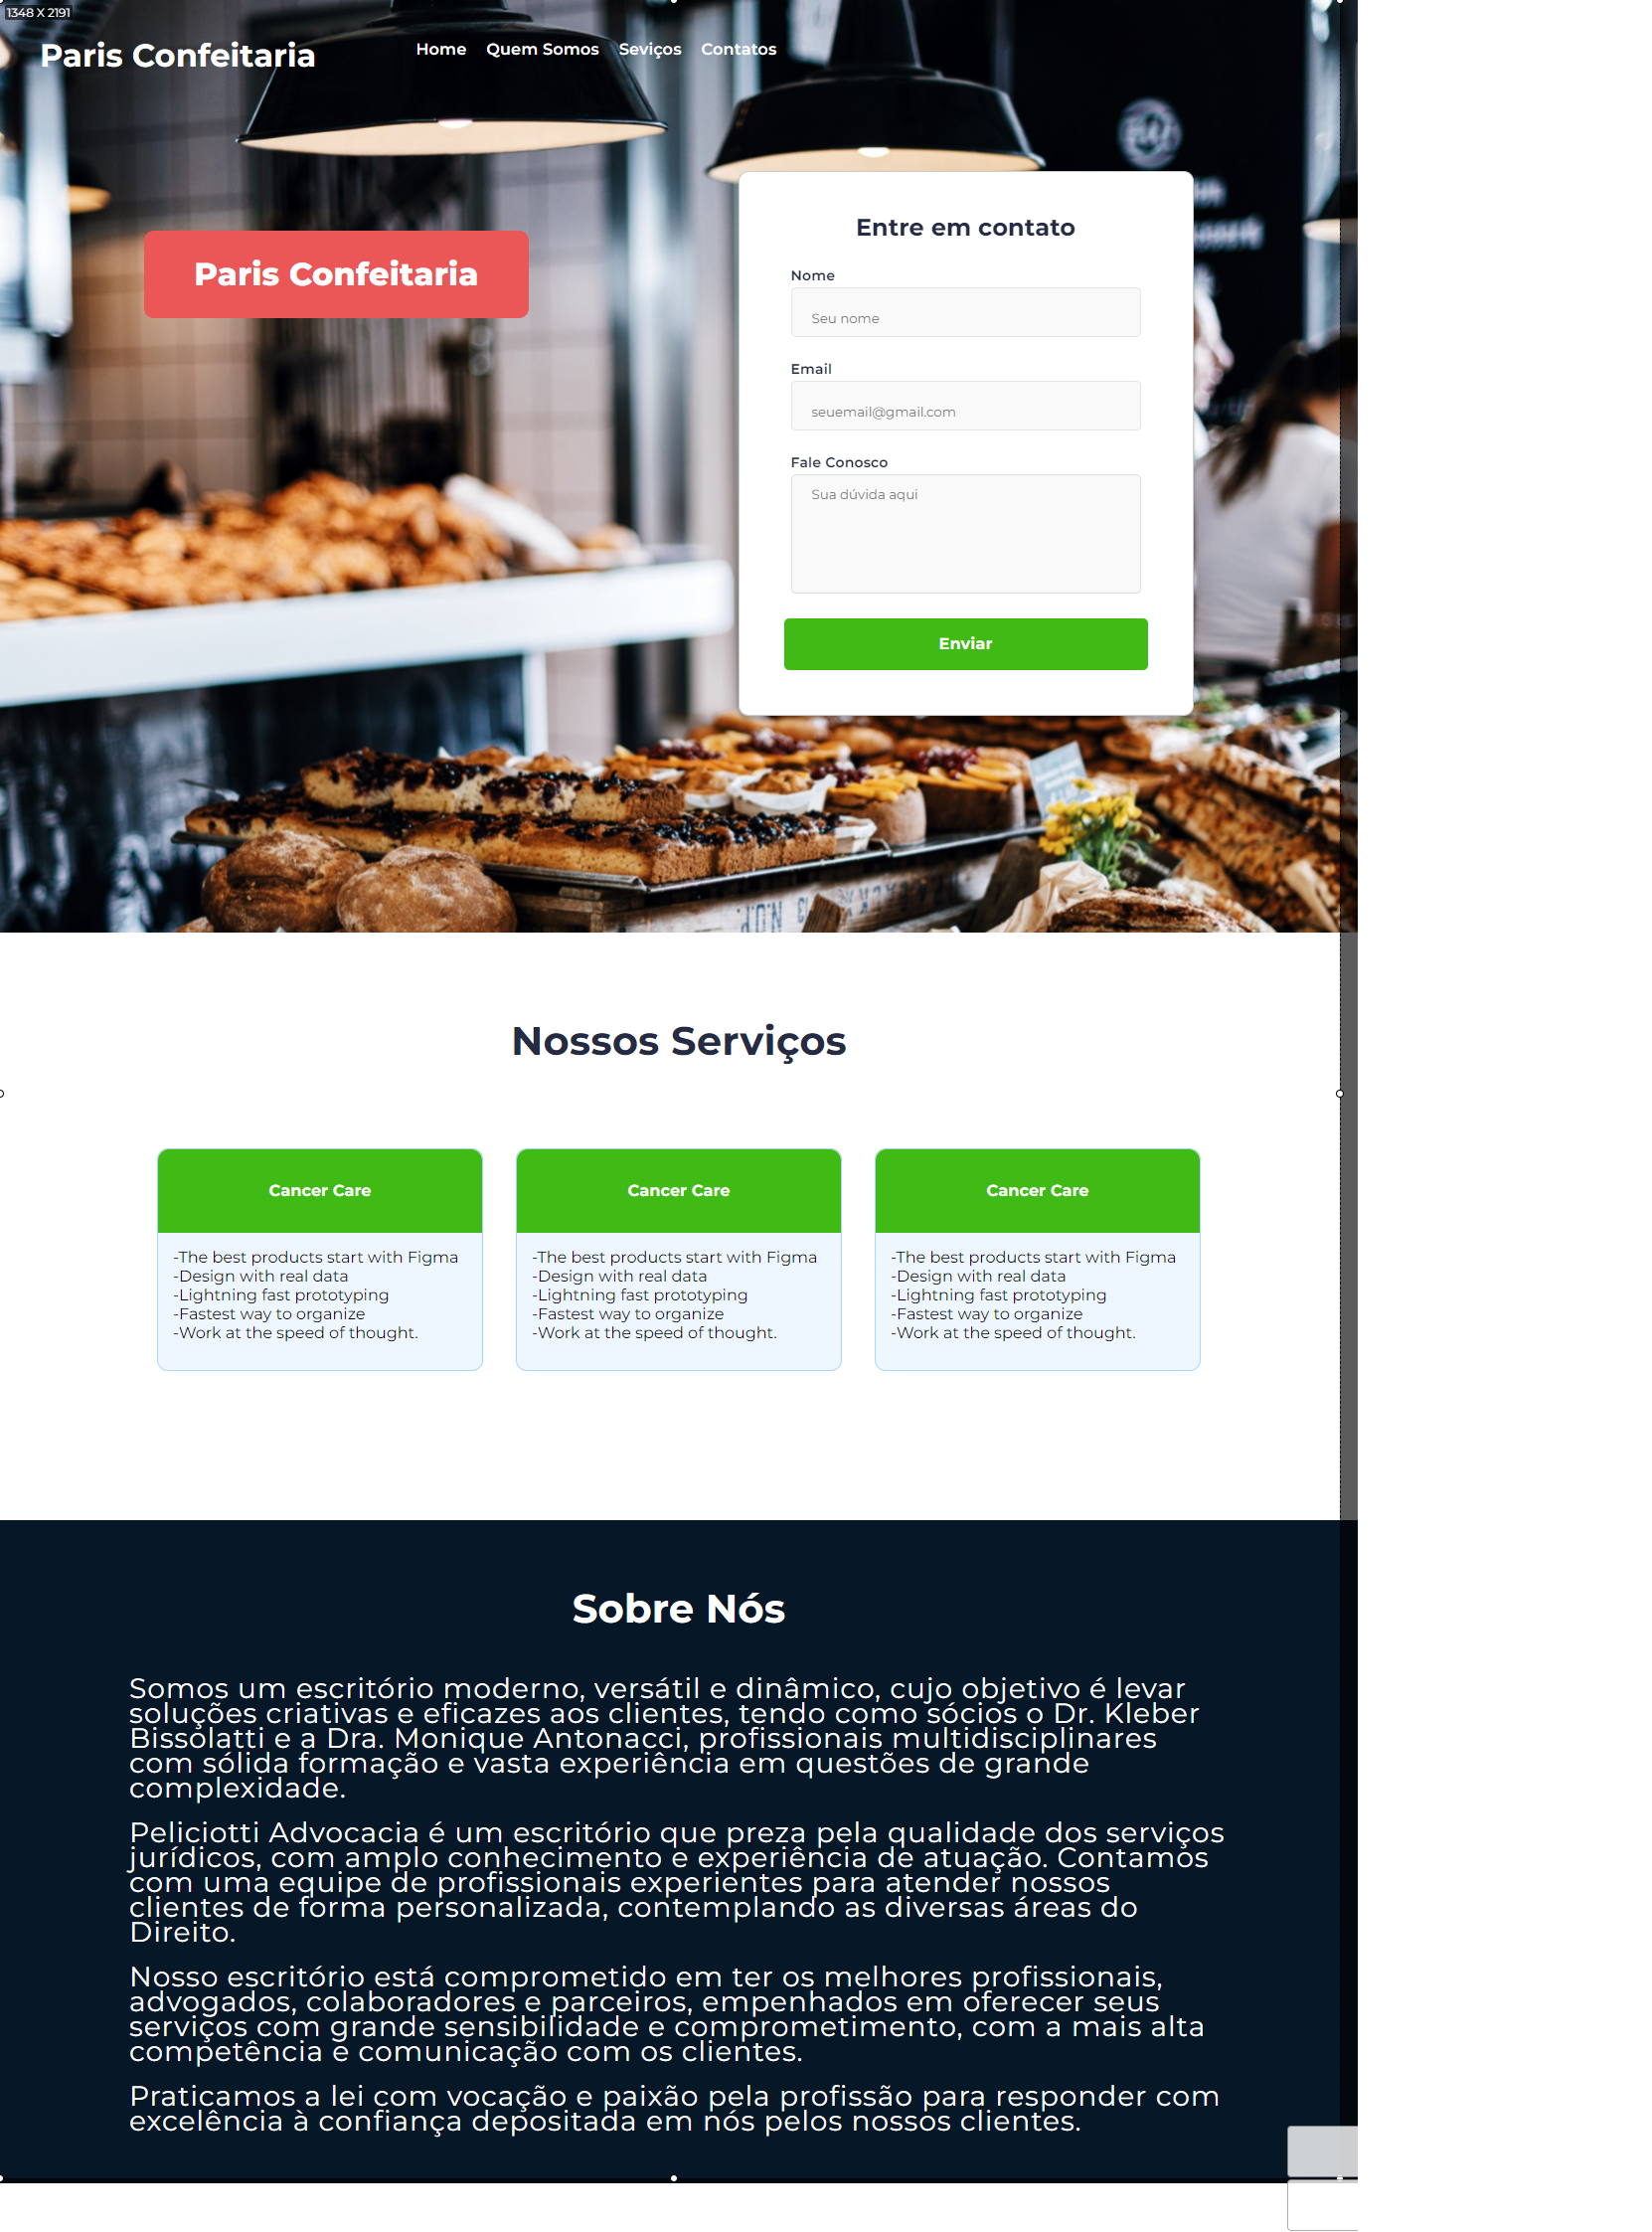 1348 X 2191
Paris Confeitaria
Home Quem Somos Seviços Contatos
Paris Confeitaria
Entre em contato
Nome
Seu nome
Email
seuemail@gmail.com
Fale Conosco
Sua dúvida aqui
Enviar
Nossos Serviços
Cancer Care
-The best products start with Figma
-Design with real data
-Lightning fast prototyping
-Fastest way to organize
-Work at the speed of thought.
Cancer Care
-The best products start with Figma
-Design with real data
-Lightning fast prototyping
-Fastest way to organize
-Work at the speed of thought.
Cancer Care
-The best products start with Figma
-Design with real data
-Lightning fast prototyping
-Fastest way to organize
-Work at the speed of thought.
Sobre Nós
Somos um escritório moderno, versátil e dinâmico, cujo objetivo é levar
soluções criativas e eficazes aos clientes, tendo como sócios o Dr. Kleber
Bissolatti e a Dra. Monique Antonacci, profissionais multidisciplinares
com sólida formação e vasta experiência em questões de grande
complexidade.
Peliciotti Advocacia é um escritório que preza pela qualidade dos serviços
jurídicos, com amplo conhecimento e experiência de atuação. Contamos
com uma equipe de profissionais experientes para atender nossos
clientes de forma personalizada, contemplando as diversas áreas do
Direito.
Nosso escritório está comprometido em ter os melhores profissionais,
advogados, colaboradores e parceiros, empenhados em oferecer seus
serviços com grande sensibilidade e comprometimento, com a mais alta
competência e comunicação com os clientes.
Praticamos a lei com vocação e paixão pela profissão para responder com
excelência à confiança depositada em nós pelos nossos clientes.